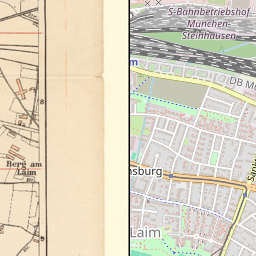 S-Bahnbetriebshof
München-
Steinhausen
m
DB M
Berg am
Laim
nsburg
Laim